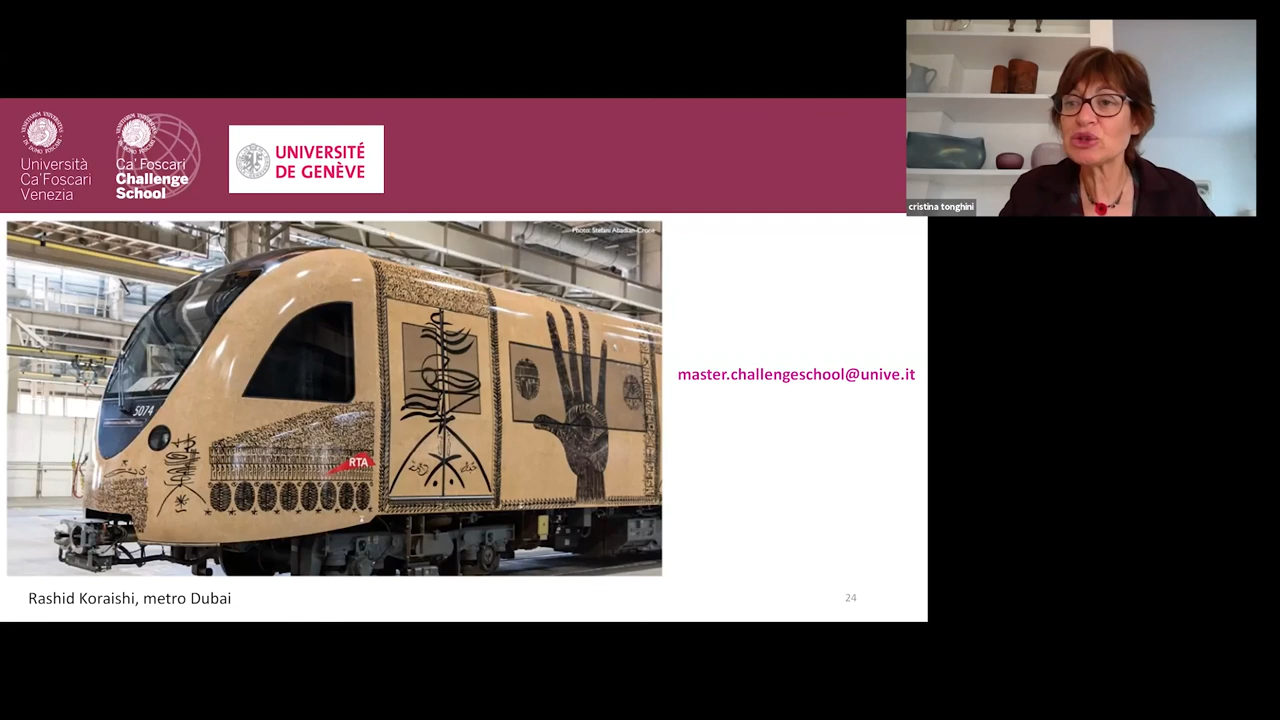 Università
Ca'Foscari
Venezia
Ca'Foscari
Challenge
School
UNIVERSITÉ
DE GENÈVE
cristina tonghini
Photo: Stefani Abadian-Crone
5074
RTA
master.challengeschool@unive.it
Rashid Koraishi, metro Dubai
24